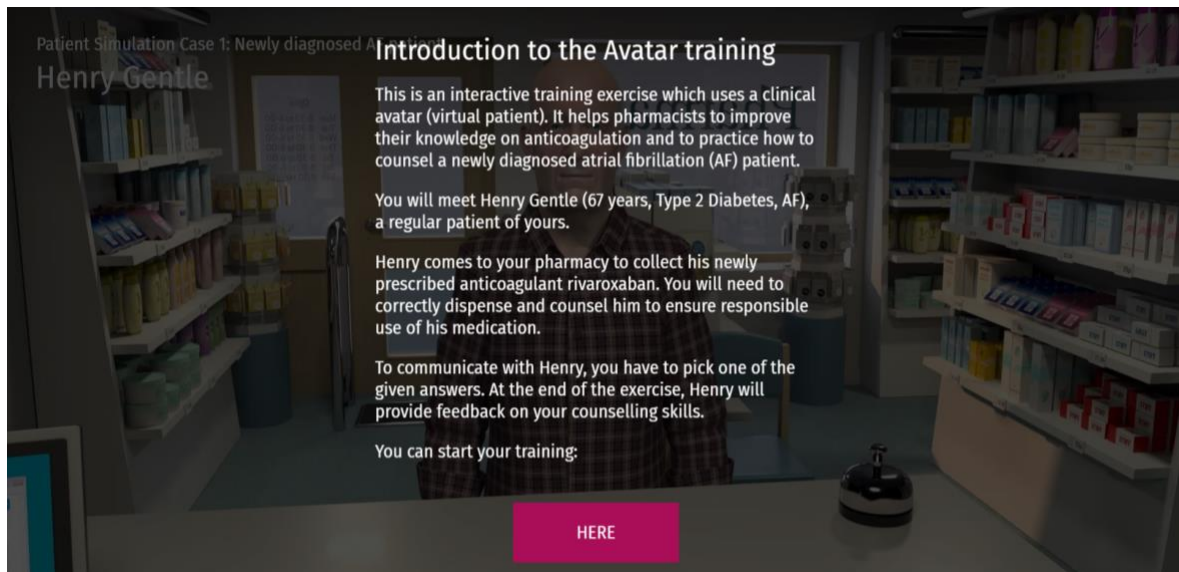 Patient Simulation Case 1: Newly diagnosed AF patient
Henry Gentle
Introduction to the Avatar training
This is an interactive training exercise which uses a clinical
avatar (virtual patient). It helps pharmacists to improve
their knowledge on anticoagulation and to practice how to
counsel a newly diagnosed atrial fibrillation (AF) patient.
You will meet Henry Gentle (67 years, Type 2 Diabetes, AF),
a regular patient of yours.
Henry comes to your pharmacy to collect his newly
prescribed anticoagulant rivaroxaban. You will need to
correctly dispense and counsel him to ensure responsible
use of his medication.
To communicate with Henry, you have to pick one of the
given answers. At the end of the exercise, Henry will
provide feedback on your counselling skills.
You can start your training:
HERE